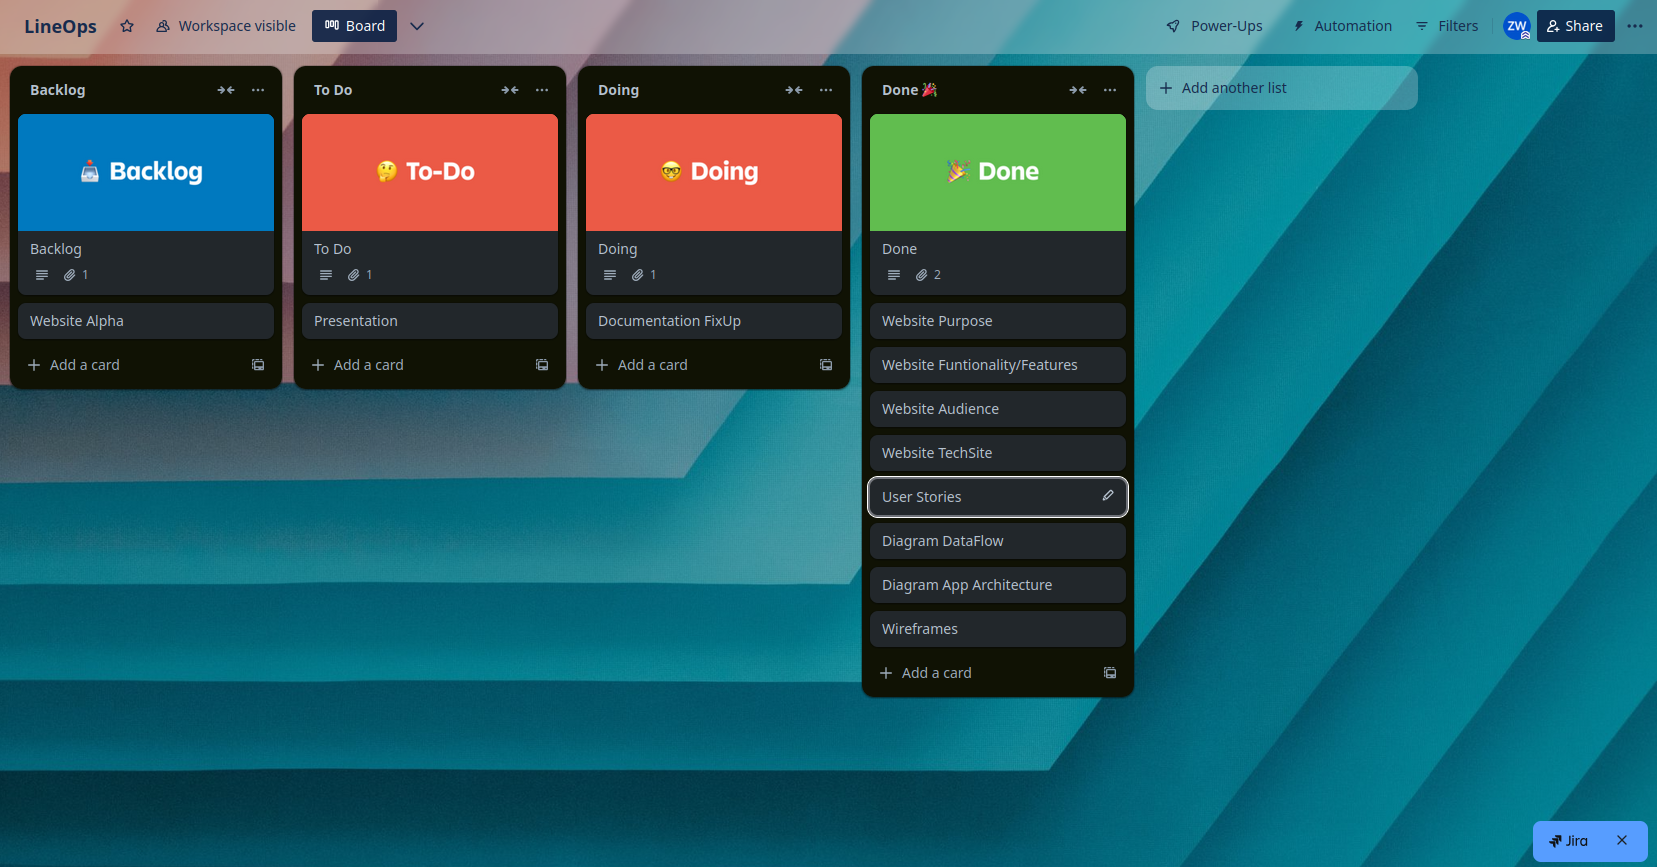 LineOps
Workspace visible
Board
Power-Ups
Automation
Filters
ZW
Share
Backlog
Backlog
Backlog
1
Website Alpha
Add a card
To Do
To-Do
To Do
1
Presentation
Add a card
Doing
Doing
Doing
1
Documentation FixUp
Add a card
Done
Done
Done
2
Website Purpose
Website Funtionality/Features
Website Audience
Website TechSite
User Stories
Diagram DataFlow
Diagram App Architecture
Wireframes
Add a card
Add another list
Jira